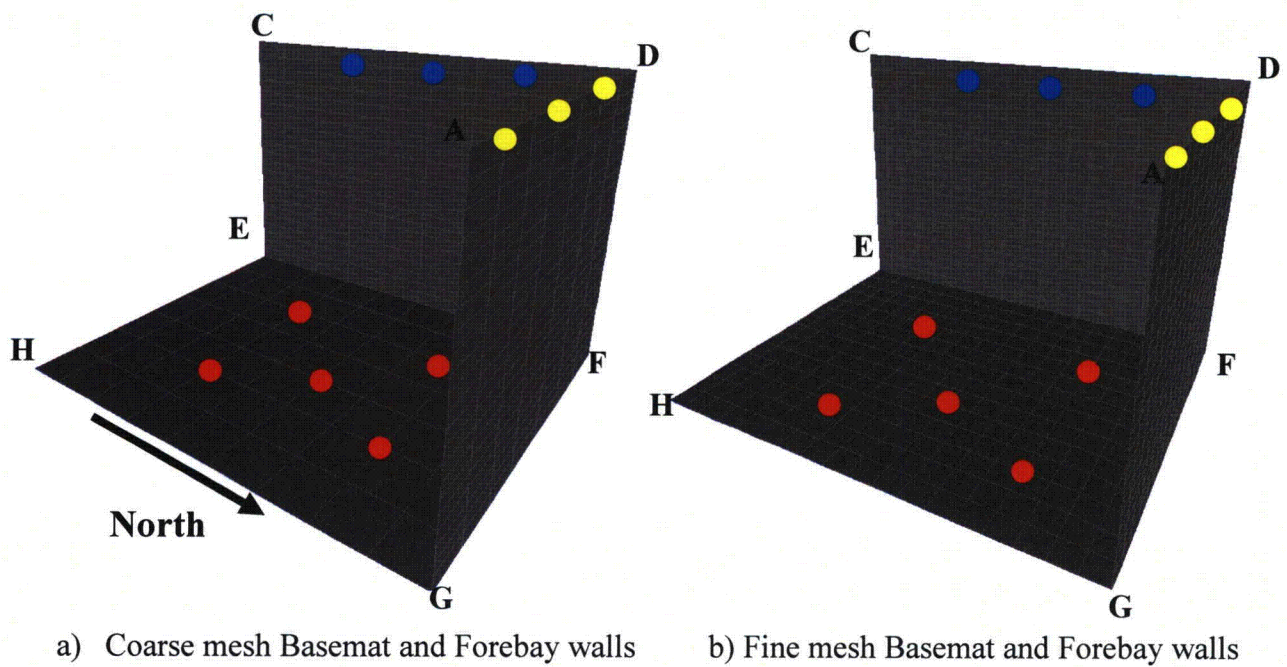 C
D
A
E
H
F
North
G
C
D
A
E
F
H
G
a) Coarse mesh Basemat and Forebay walls
b) Fine mesh Basemat and Forebay walls